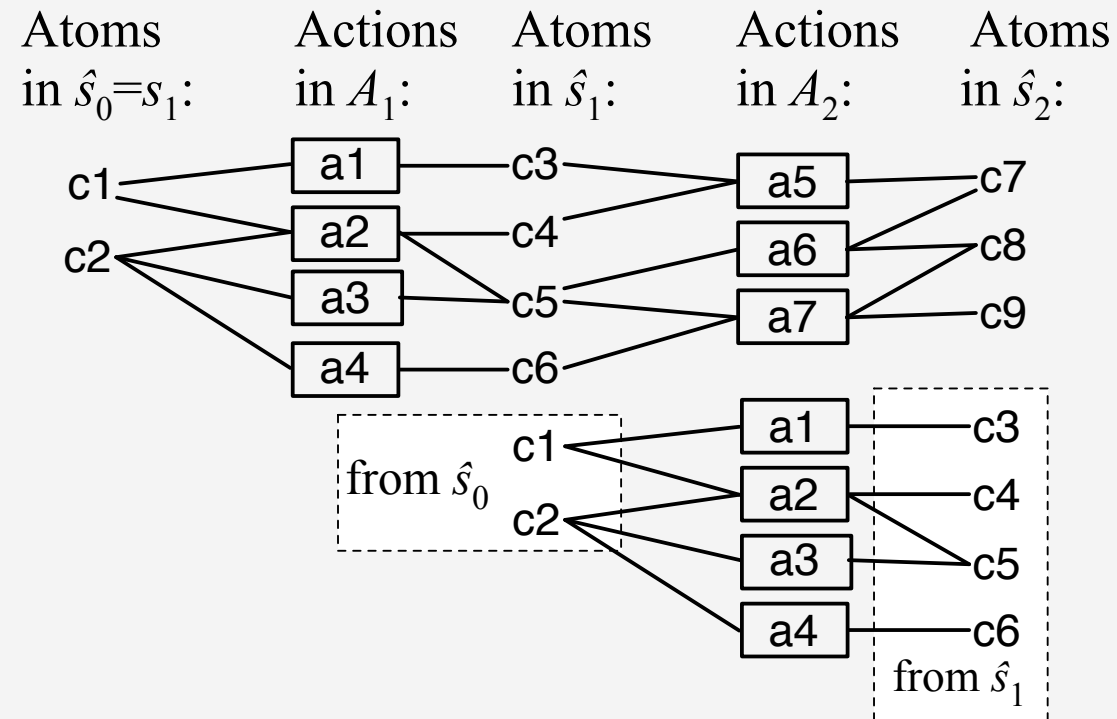 Atoms in ŝ₀=s₁:
Actions in A₁:
Atoms in ŝ₁:
Actions in A₂:
Atoms in ŝ₂:
c1
c2
a1
a2
a3
a4
c3
c4
c5
c6
a5
a6
a7
c7
c8
c9
from ŝ₀
c1
c2
a1
a2
a3
a4
c3
c4
c5
c6
from ŝ₁